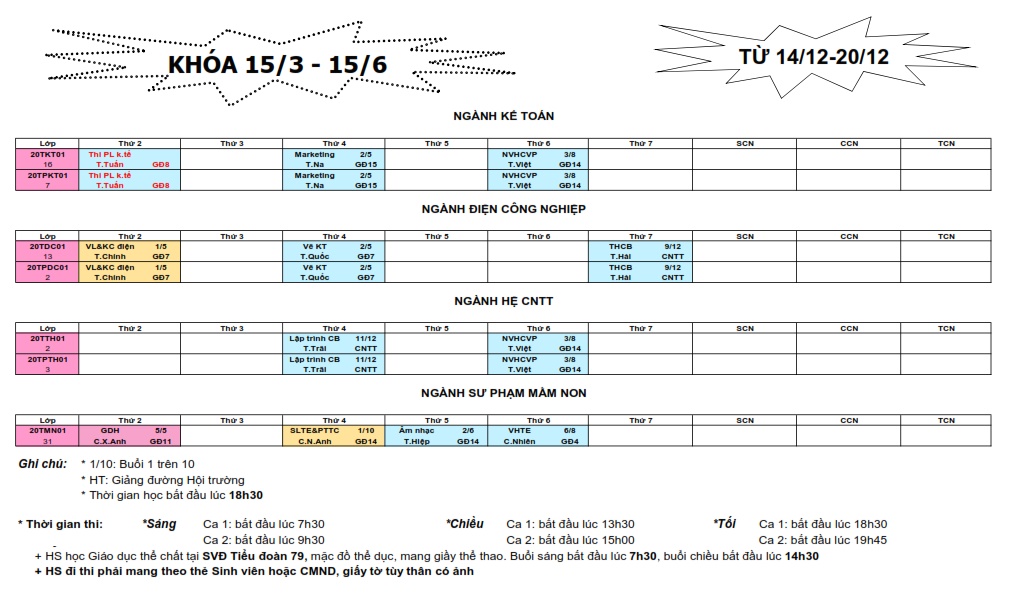 KHÓA 15/3 - 15/6
TỪ 14/12-20/12
NGÀNH KẾ TOÁN
Lớp Thứ 2 Thứ 3 Thứ 4 Thứ 5 Thứ 6 Thứ 7 SCN CCN TCN
20TKT01 Thi PL k.tế Marketing 2/5 NVHCVP 3/8
16 T.Tuấn GĐ8 T.Na GĐ15 T.Việt GĐ14
20TPKT01 Thi PL k.tế Marketing 2/5 NVHCVP 3/8
7 T.Tuấn GĐ8 T.Na GĐ15 T.Việt GĐ14
NGÀNH ĐIỆN CÔNG NGHIỆP
Lớp Thứ 2 Thứ 3 Thứ 4 Thứ 5 Thứ 6 Thứ 7 SCN CCN TCN
20TDC01 VL&KC điện 1/5 Vẽ KT 2/5 THCB 9/12
13 T.Chinh GĐ7 T.Quốc GĐ7 T.Hải CNTT
20TPDC01 VL&KC điện 1/5 Vẽ KT 2/5 THCB 9/12
2 T.Chinh GĐ7 T.Quốc GĐ7 T.Hải CNTT
NGÀNH HỆ CNTT
Lớp Thứ 2 Thứ 3 Thứ 4 Thứ 5 Thứ 6 Thứ 7 SCN CCN TCN
20TTH01 Lập trình CB 11/12 NVHCVP 3/8
2 T.Trãi CNTT T.Việt GĐ14
20TPTH01 Lập trình CB 11/12 NVHCVP 3/8
3 T.Trãi CNTT T.Việt GĐ14
NGÀNH SƯ PHẠM MẦM NON
Lớp Thứ 2 Thứ 3 Thứ 4 Thứ 5 Thứ 6 Thứ 7 SCN CCN TCN
20TMN01 GDH 5/5 SLTE&PTTC 1/10 Âm nhạc 2/6 VHTE 6/8
31 C.X.Anh GĐ11 C.N.Anh GĐ14 T.Hiệp GĐ14 C.Nhiên GĐ4
Ghi chú: * 1/10: Buổi 1 trên 10
* HT: Giảng đường Hội trường
* Thời gian học bắt đầu lúc 18h30
* Thời gian thi: *Sáng Ca 1: bắt đầu lúc 7h30 *Chiều Ca 1: bắt đầu lúc 13h30 *Tối Ca 1: bắt đầu lúc 18h30
Ca 2: bắt đầu lúc 9h30 Ca 2: bắt đầu lúc 15h00 Ca 2: bắt đầu lúc 19h45
+ HS học Giáo dục thể chất tại SVĐ Tiểu đoàn 79, mặc đồ thể dục, mang giầy thể thao. Buổi sáng bắt đầu lúc 7h30, buổi chiều bắt đầu lúc 14h30
+ HS đi thi phải mang theo thẻ Sinh viên hoặc CMND, giấy tờ tùy thân có ảnh